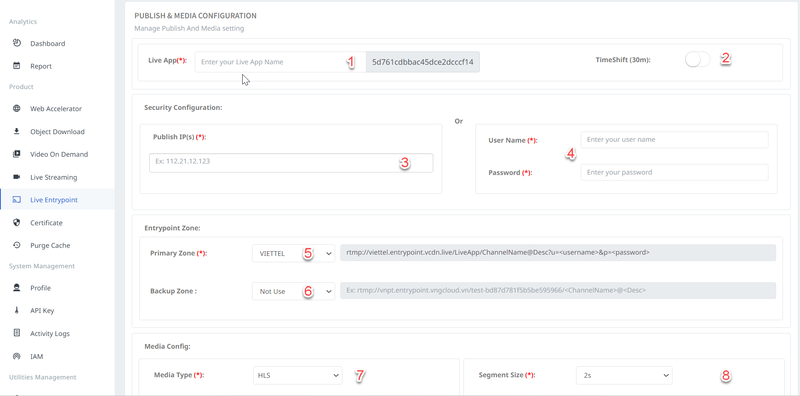 Analytics
Dashboard
Report
Product
Web Accelerator
Object Download
Video On Demand
Live Streaming
Live Entrypoint
Certificate
Purge Cache
System Management
Profile
API Key
Activity Logs
IAM
Utilities Management
PUBLISH & MEDIA CONFIGURATION
Manage Publish And Media setting
Live App(*): Enter your Live App Name 1 5d761cdbbac45dce2dcccf14 TimeShift (30m): 2
Security Configuration:
Or
Publish IP(s) (*):
Ex: 112.21.12.123 3
User Name (*): Enter your user name
4
Password (*): Enter your password
Entrypoint Zone:
Primary Zone (*): VIETTEL 5 rtmp://viettel.entrypoint.vcdn.live/LiveApp/ChannelName@Desc?u=<username>&p=<password>
Backup Zone : Not Use 6 Ex: rtmp://vnpt.entrypoint.vngcloud.vn/test-bd87d781f5b5be595966/<ChannelName>@<Desc>
Media Config:
Media Type (*): HLS 7 Segment Size (*): 2s 8